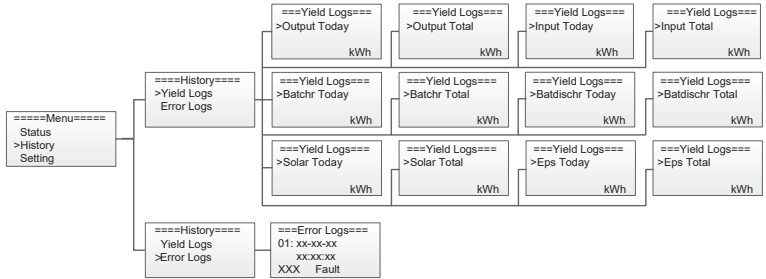 ===Yield Logs===
>Output Today
kWh
===Yield Logs===
>Output Total
kWh
===Yield Logs===
>Input Today
kWh
===Yield Logs===
>Input Total
kWh
====History====
>Yield Logs
Error Logs
===Yield Logs===
>Batchr Today
kWh
===Yield Logs===
>Batchr Total
kWh
===Yield Logs===
>Batdischr Today
kWh
===Yield Logs===
>Batdischr Total
kWh
=====Menu=====
Status
>History
Setting
===Yield Logs===
>Solar Today
kWh
===Yield Logs===
>Solar Total
kWh
===Yield Logs===
>Eps Today
kWh
===Yield Logs===
>Eps Total
kWh
====History====
Yield Logs
>Error Logs
===Error Logs===
01: xx-xx-xx
xx:xx:xx
XXX Fault